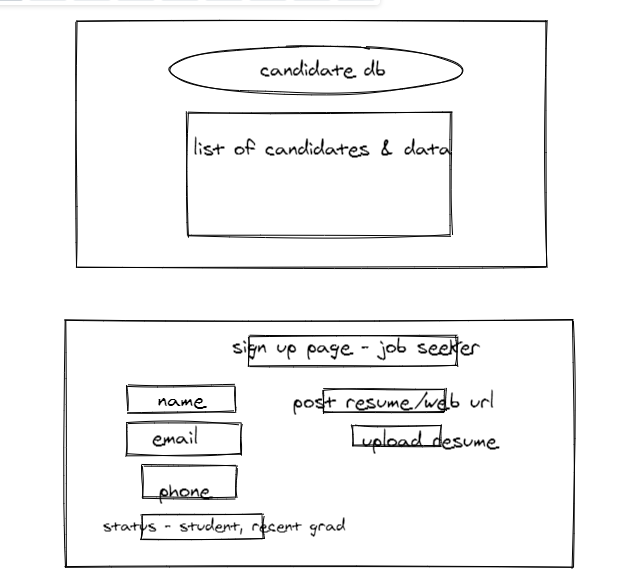 candidate db
list of candidates & data
sign up page - job seeker
name
post resume/web url
email
upload desume
phone
status - student, recent grad